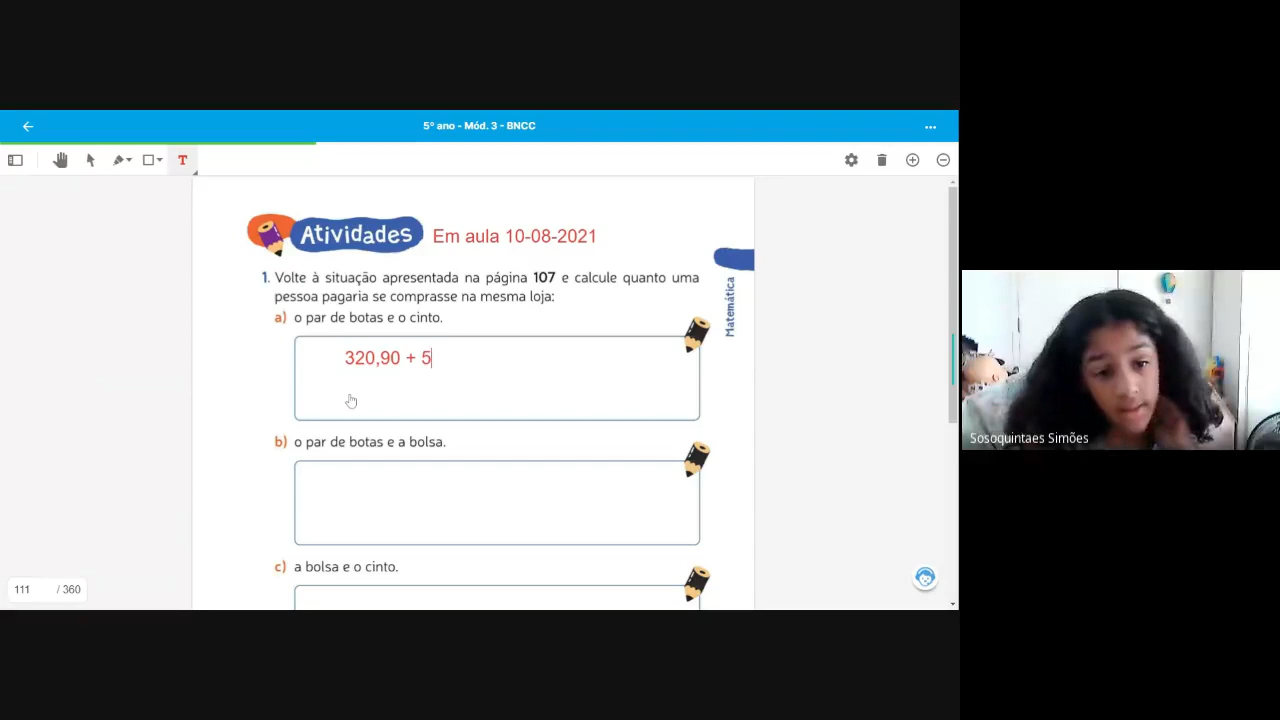 5º ano - Mód. 3 - BNCC
T
Atividades
Em aula 10-08-2021
1. Volte à situação apresentada na página 107 e calcule quanto uma
pessoa pagaria se comprasse na mesma loja:
a) o par de botas e o cinto.
320,90 + 5
b) o par de botas e a bolsa.
c) a bolsa e o cinto.
Matemática
111 / 360
Sosoquintaes Simões